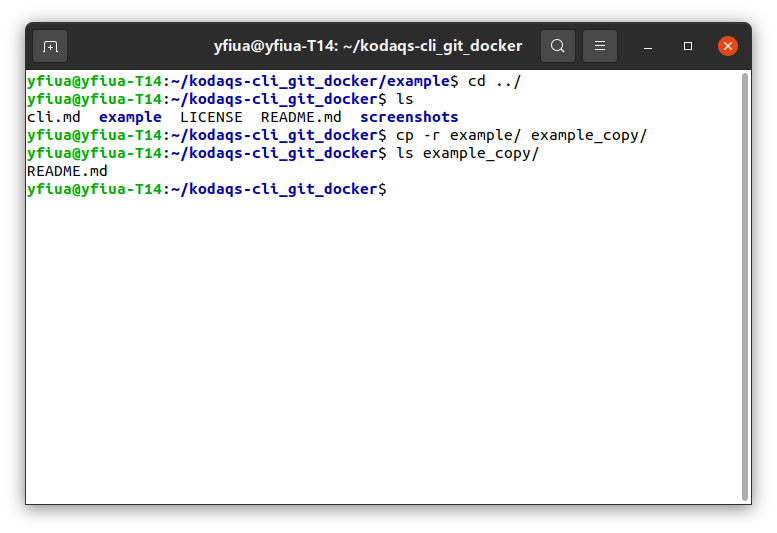 yfiua@yfiua-T14: ~/kodaqs-cli_git_docker
yfiua@yfiua-T14:~/kodaqs-cli_git_docker/example$ cd ../
yfiua@yfiua-T14:~/kodaqs-cli_git_docker$ ls
cli.md  example  LICENSE  README.md  screenshots
yfiua@yfiua-T14:~/kodaqs-cli_git_docker$ cp -r example/ example_copy/
yfiua@yfiua-T14:~/kodaqs-cli_git_docker$ ls example_copy/
README.md
yfiua@yfiua-T14:~/kodaqs-cli_git_docker$